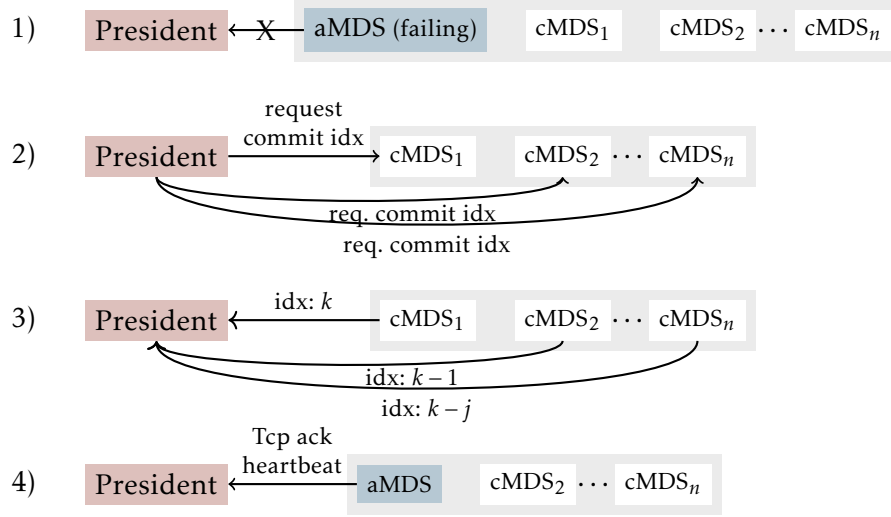 1) President X aMDS (failing) cMDS₁ cMDS₂ ··· cMDSₙ
request
commit idx
2) President cMDS₁ cMDS₂ ··· cMDSₙ
req. commit idx
req. commit idx
idx: k
3) President cMDS₁ cMDS₂ ··· cMDSₙ
idx: k – 1
idx: k – j
Tcp ack
heartbeat
4) President aMDS cMDS₂ ··· cMDSₙ